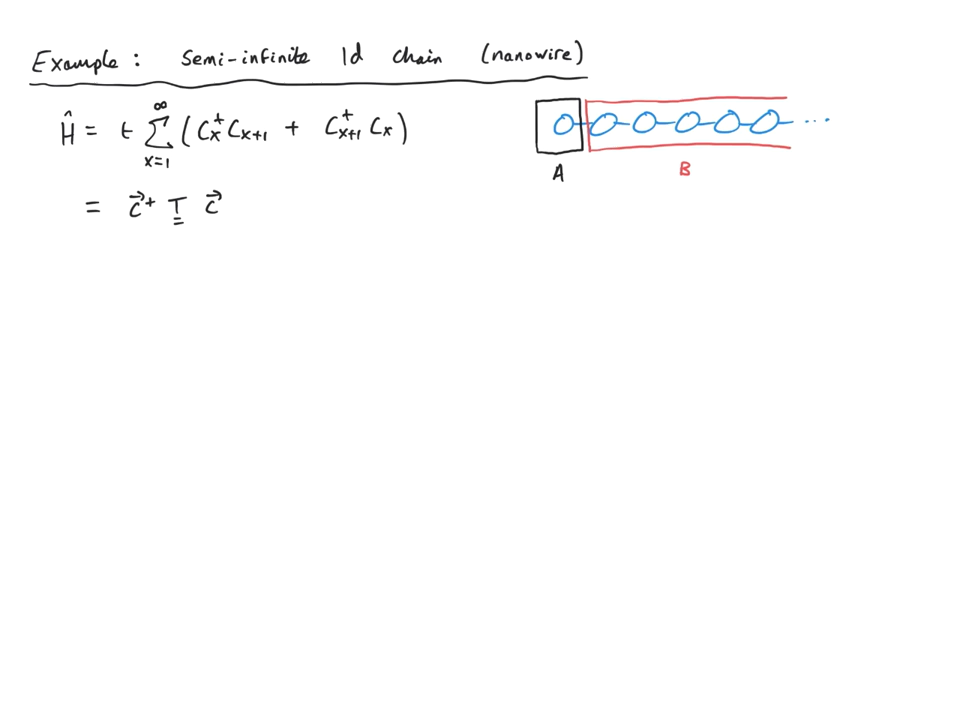 Example : Semi-infinite 1d chain (nanowire)
Ĥ = t ∑_{x=1}^{∞} ( C_x^+ C_{x+1} + C_{x+1}^+ C_x )
A B
= c⃗^+ T̲̲ c⃗